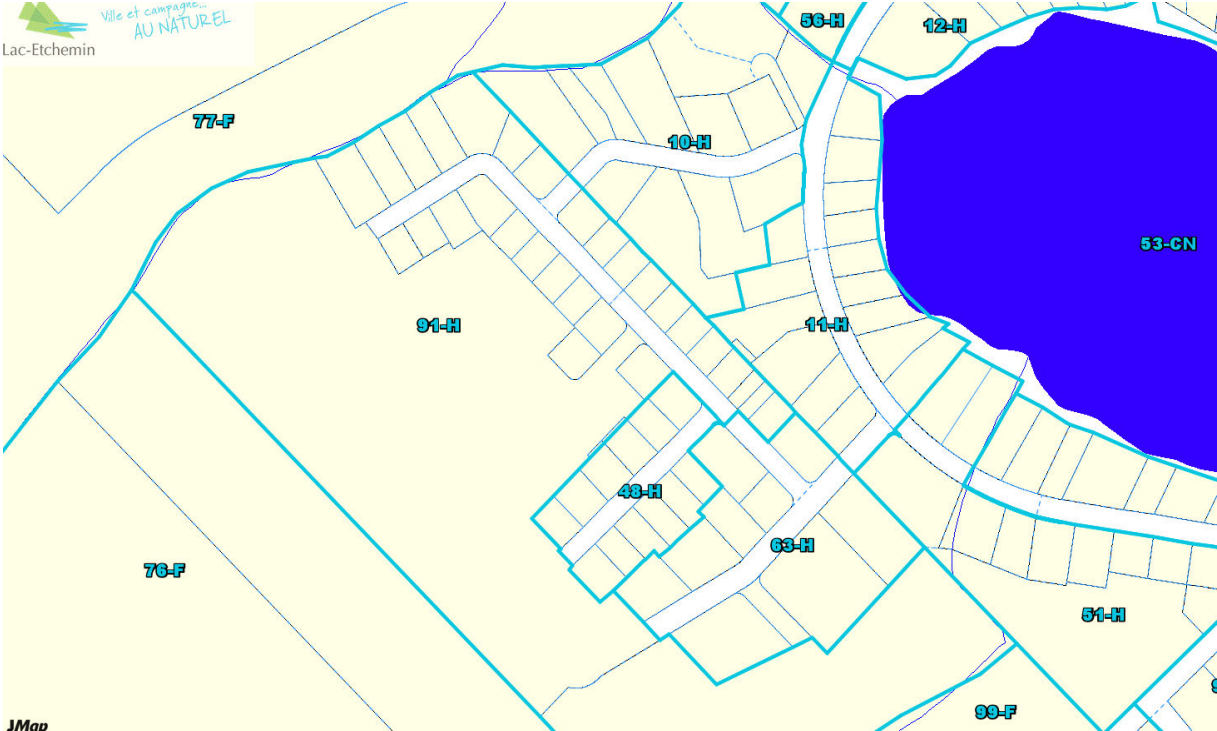 Ville et campagne...
AU NATUREL
Lac-Etchemin
56-H
12-H
77-F
10-H
53-CN
91-H
11-H
48-H
63-H
76-F
51-H
99-F
JMap